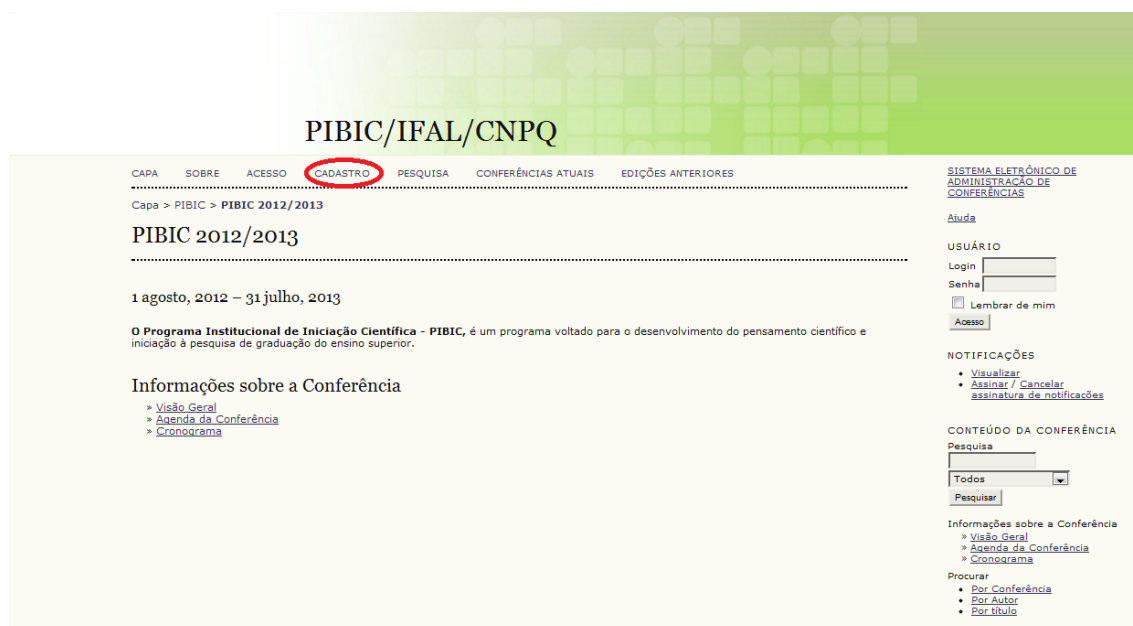 PIBIC/IFAL/CNPQ
CAPA SOBRE ACESSO CADASTRO PESQUISA CONFERÊNCIAS ATUAIS EDIÇÕES ANTERIORES
Capa > PIBIC > PIBIC 2012/2013
PIBIC 2012/2013
1 agosto, 2012 – 31 julho, 2013
O Programa Institucional de Iniciação Científica - PIBIC, é um programa voltado para o desenvolvimento do pensamento científico e
iniciação à pesquisa de graduação do ensino superior.
Informações sobre a Conferência
» Visão Geral
» Agenda da Conferência
» Cronograma
SISTEMA ELETRÔNICO DE
ADMINISTRAÇÃO DE
CONFERÊNCIAS
Ajuda
USUÁRIO
Login
Senha
Lembrar de mim
Acesso
NOTIFICAÇÕES
• Visualizar
• Assinar / Cancelar
assinatura de notificações
CONTEÚDO DA CONFERÊNCIA
Pesquisa
Todos
Pesquisar
Informações sobre a Conferência
» Visão Geral
» Agenda da Conferência
» Cronograma
Procurar
• Por Conferência
• Por Autor
• Por título